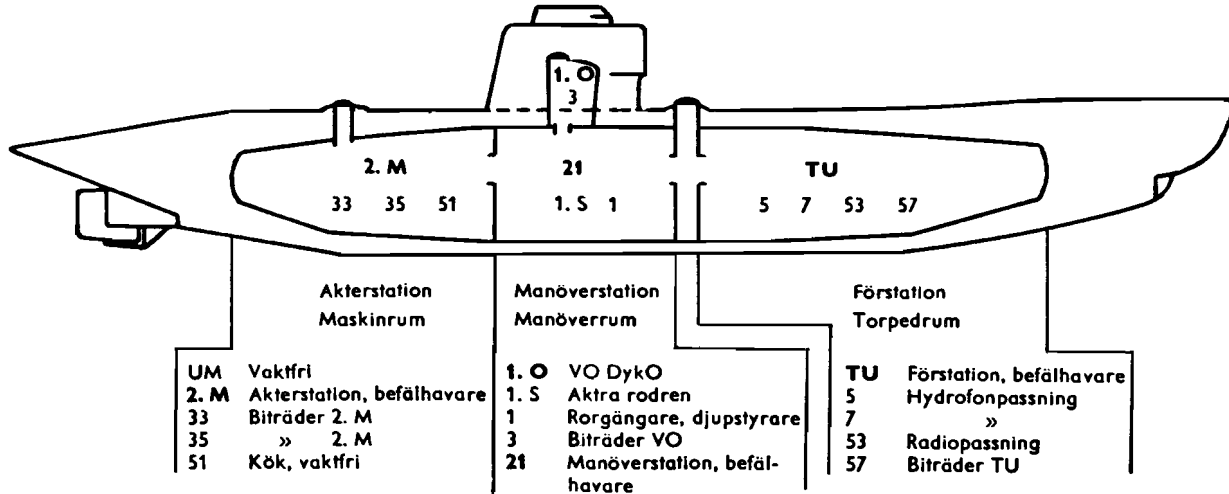 1. O
3
2. M
21
TU
33 35 51
1. S 1
5 7 53 57
Akterstation
Maskinrum
Manöverstation
Manöverrum
Förstation
Torpedrum
UM Vaktfri
2. M Akterstation, befälhavare
33 Biträder 2. M
35 » 2. M
51 Kök, vaktfri
1. O VO DykO
1. S Aktra rodren
1 Rorgängare, djupstyrare
3 Biträder VO
21 Manöverstation, befäl-
havare
TU Förstation, befälhavare
5 Hydrofonpassning
7 »
53 Radiopassning
57 Biträder TU